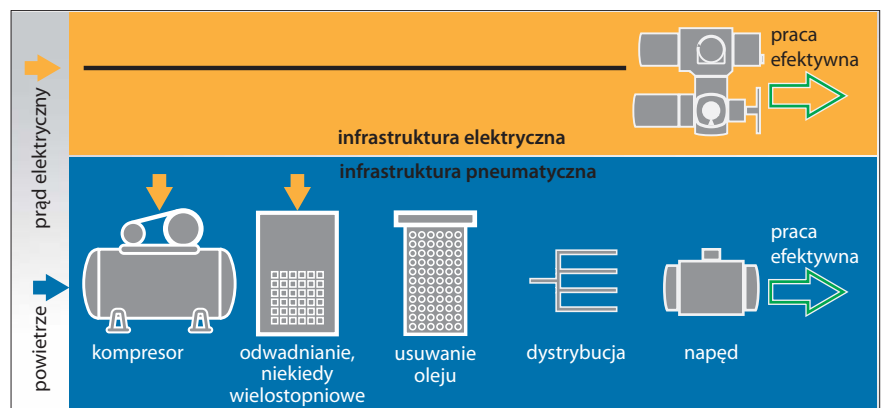 prąd elektryczny
praca
efektywna
infrastruktura elektryczna
infrastruktura pneumatyczna
powietrze
praca
efektywna
kompresor
odwadnianie,
niekiedy
wielostopniowe
usuwanie
oleju
dystrybucja
napęd